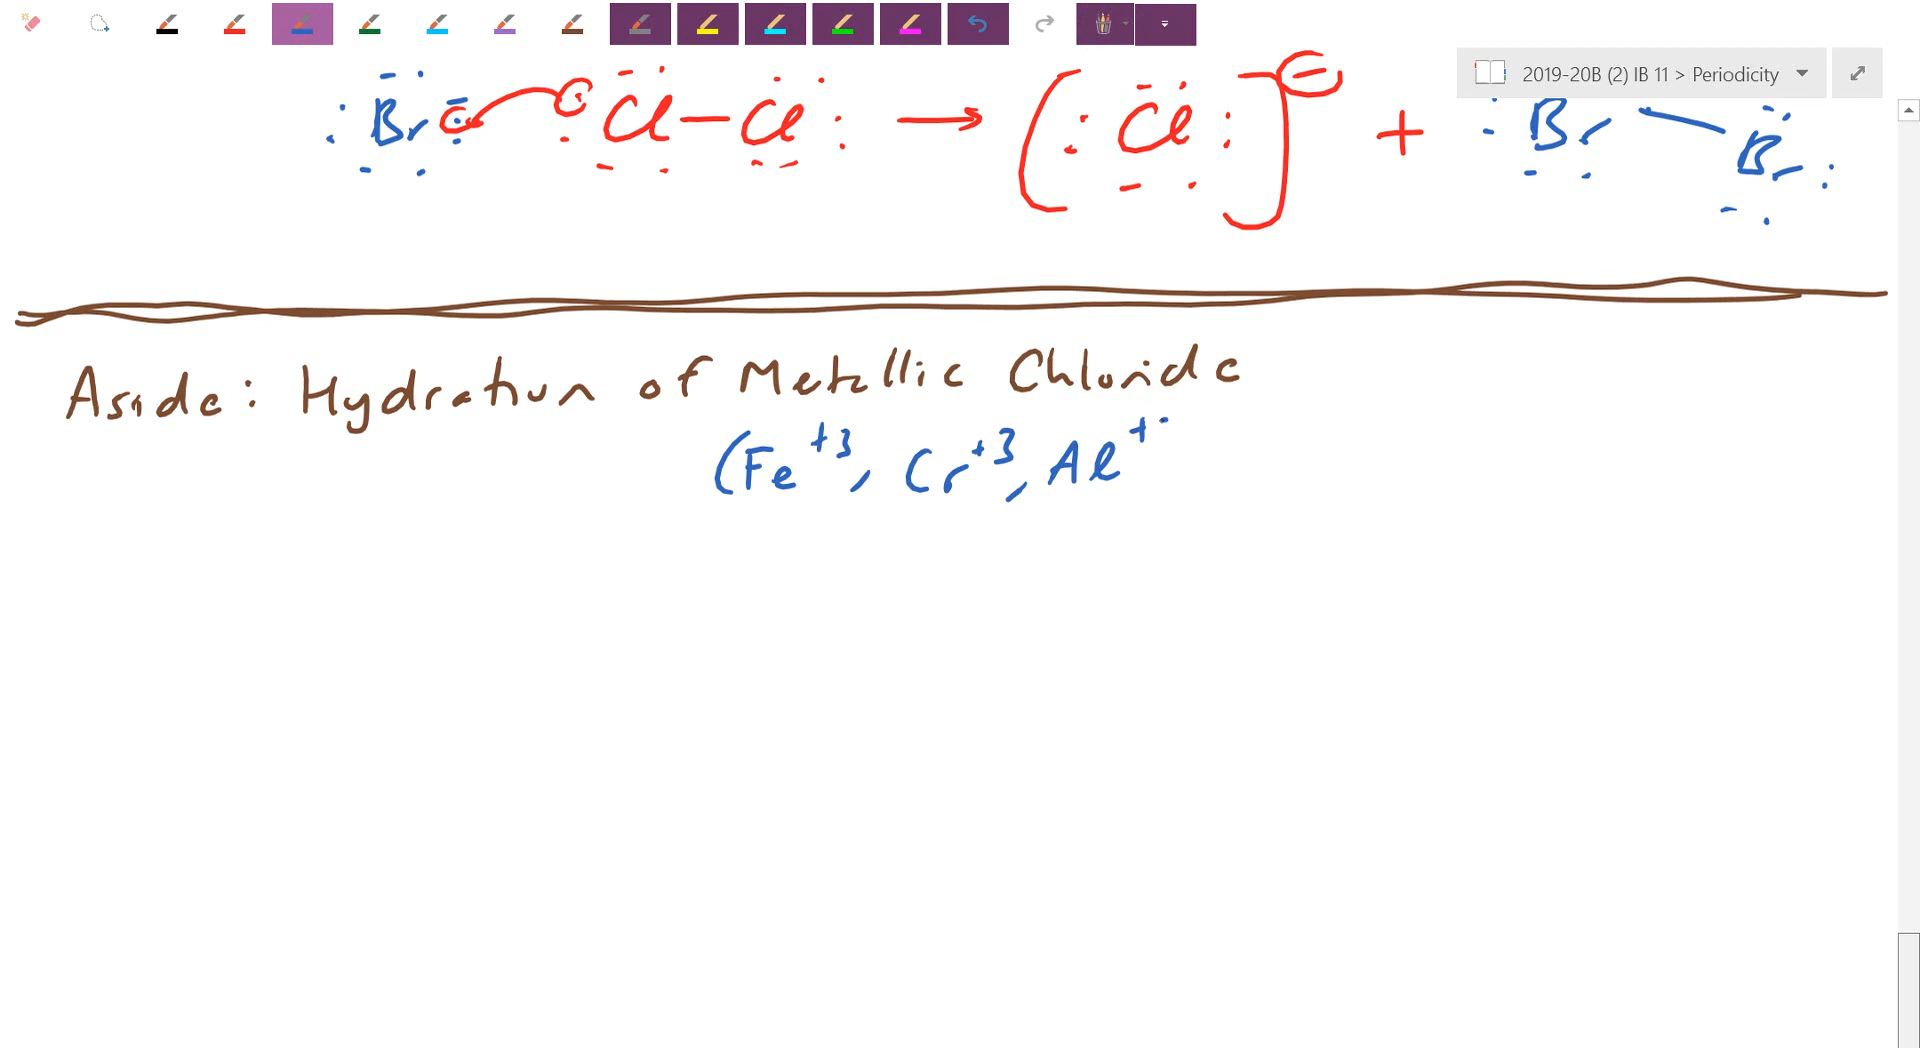 2019-20B (2) IB 11 > Periodicity
Br Cl — Cl : → [ : Cl : ]⊖ + Br — Br :
Aside: Hydration of Metallic Chloride
(Fe+3, Cr+3, Al+